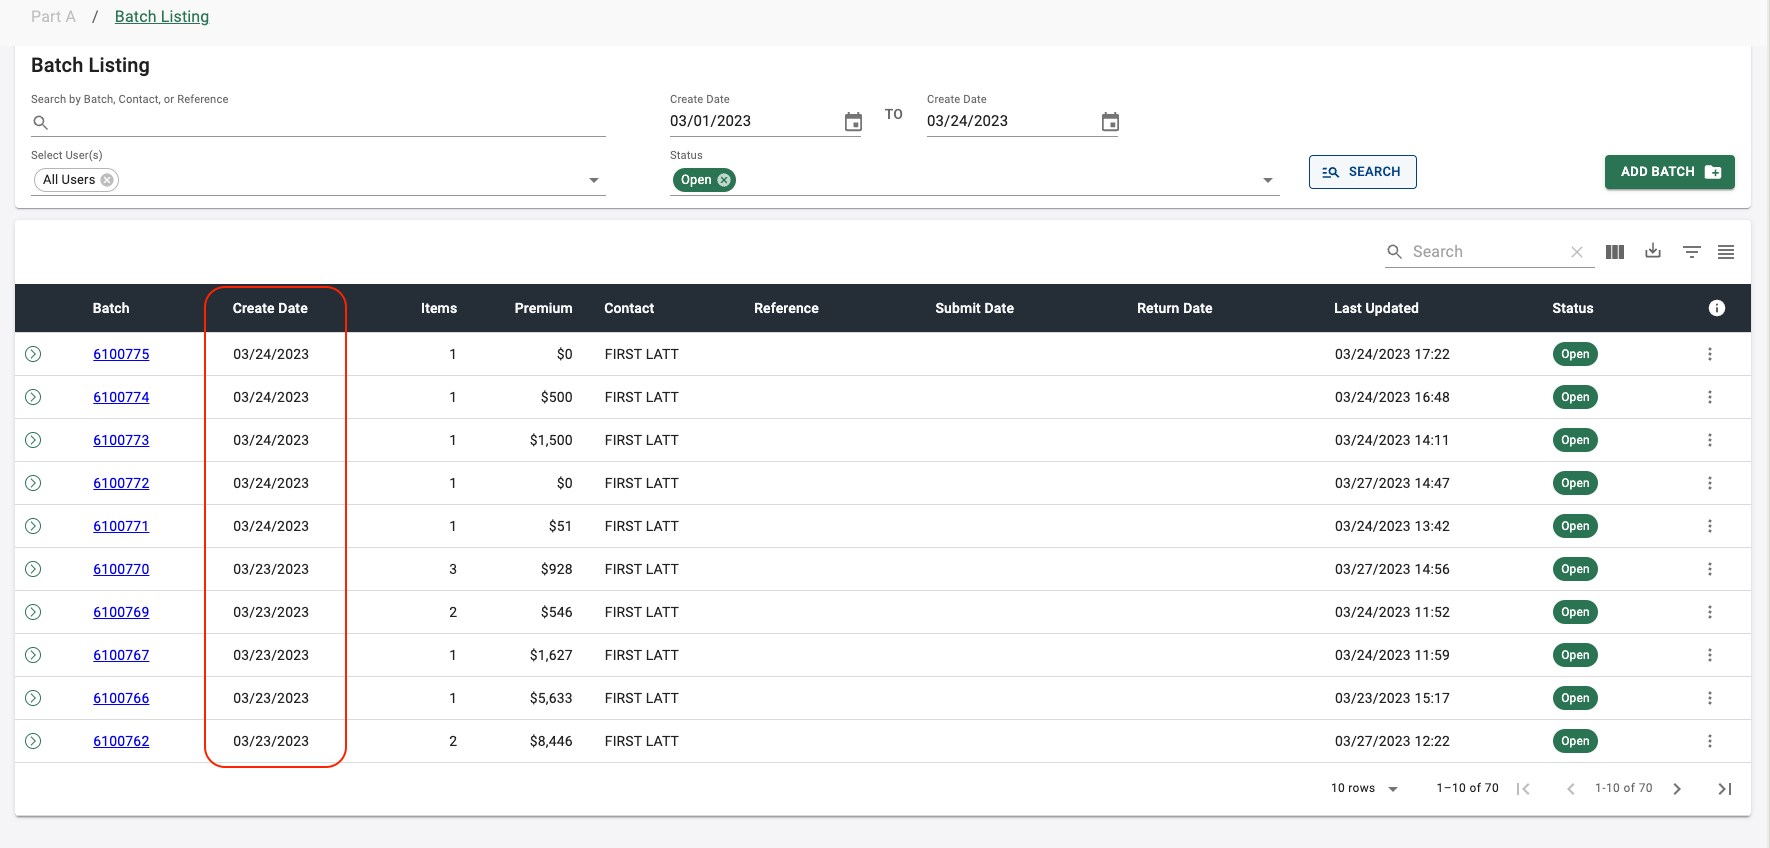 Part A / Batch Listing
Batch Listing
Search by Batch, Contact, or Reference
Create Date
03/01/2023
TO
Create Date
03/24/2023
Select User(s)
All Users
Status
Open
SEARCH
ADD BATCH
Search
Batch Create Date Items Premium Contact Reference Submit Date Return Date Last Updated Status
6100775 03/24/2023 1 $0 FIRST LATT 03/24/2023 17:22 Open
6100774 03/24/2023 1 $500 FIRST LATT 03/24/2023 16:48 Open
6100773 03/24/2023 1 $1,500 FIRST LATT 03/24/2023 14:11 Open
6100772 03/24/2023 1 $0 FIRST LATT 03/27/2023 14:47 Open
6100771 03/24/2023 1 $51 FIRST LATT 03/24/2023 13:42 Open
6100770 03/23/2023 3 $928 FIRST LATT 03/27/2023 14:56 Open
6100769 03/23/2023 2 $546 FIRST LATT 03/24/2023 11:52 Open
6100767 03/23/2023 1 $1,627 FIRST LATT 03/24/2023 11:59 Open
6100766 03/23/2023 1 $5,633 FIRST LATT 03/23/2023 15:17 Open
6100762 03/23/2023 2 $8,446 FIRST LATT 03/27/2023 12:22 Open
10 rows 1–10 of 70 1-10 of 70